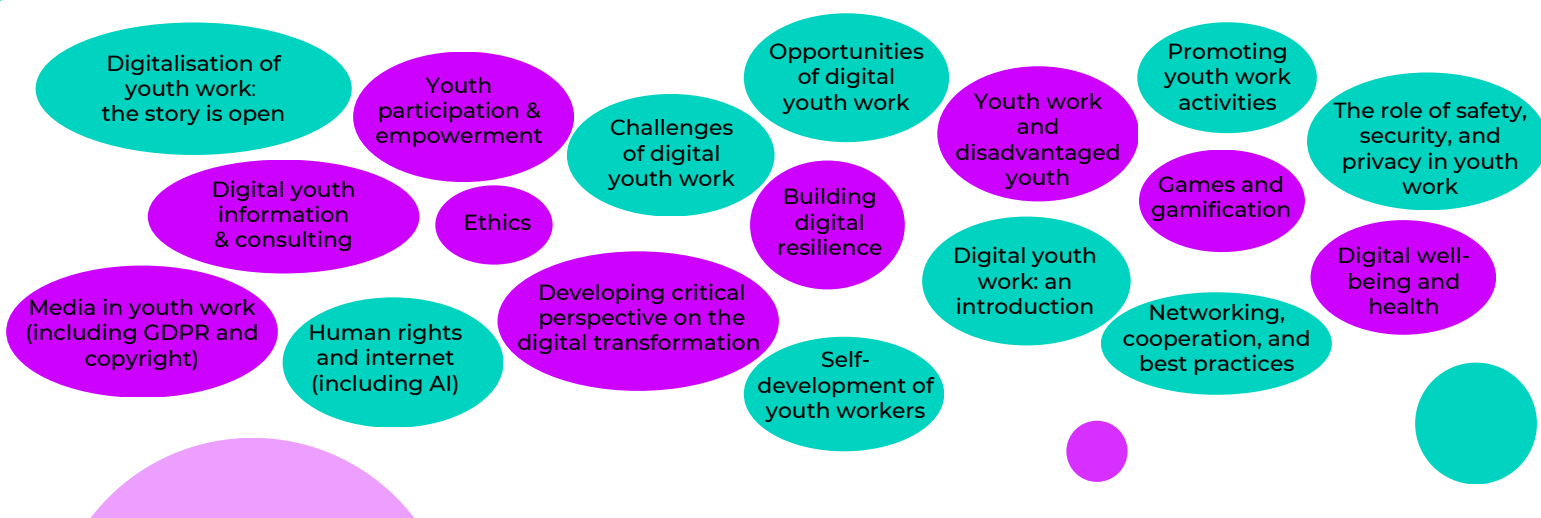 Digitalisation of
youth work:
the story is open
Youth
participation &
empowerment
Challenges
of digital
youth work
Opportunities
of digital
youth work
Youth work
and
disadvantaged
youth
Promoting
youth work
activities
The role of safety,
security, and
privacy in youth
work
Digital youth
information
& consulting
Ethics
Building
digital
resilience
Games and
gamification
Media in youth work
(including GDPR and
copyright)
Human rights
and internet
(including AI)
Developing critical
perspective on the
digital transformation
Self-
development of
youth workers
Digital youth
work: an
introduction
Networking,
cooperation, and
best practices
Digital well-
being and
health